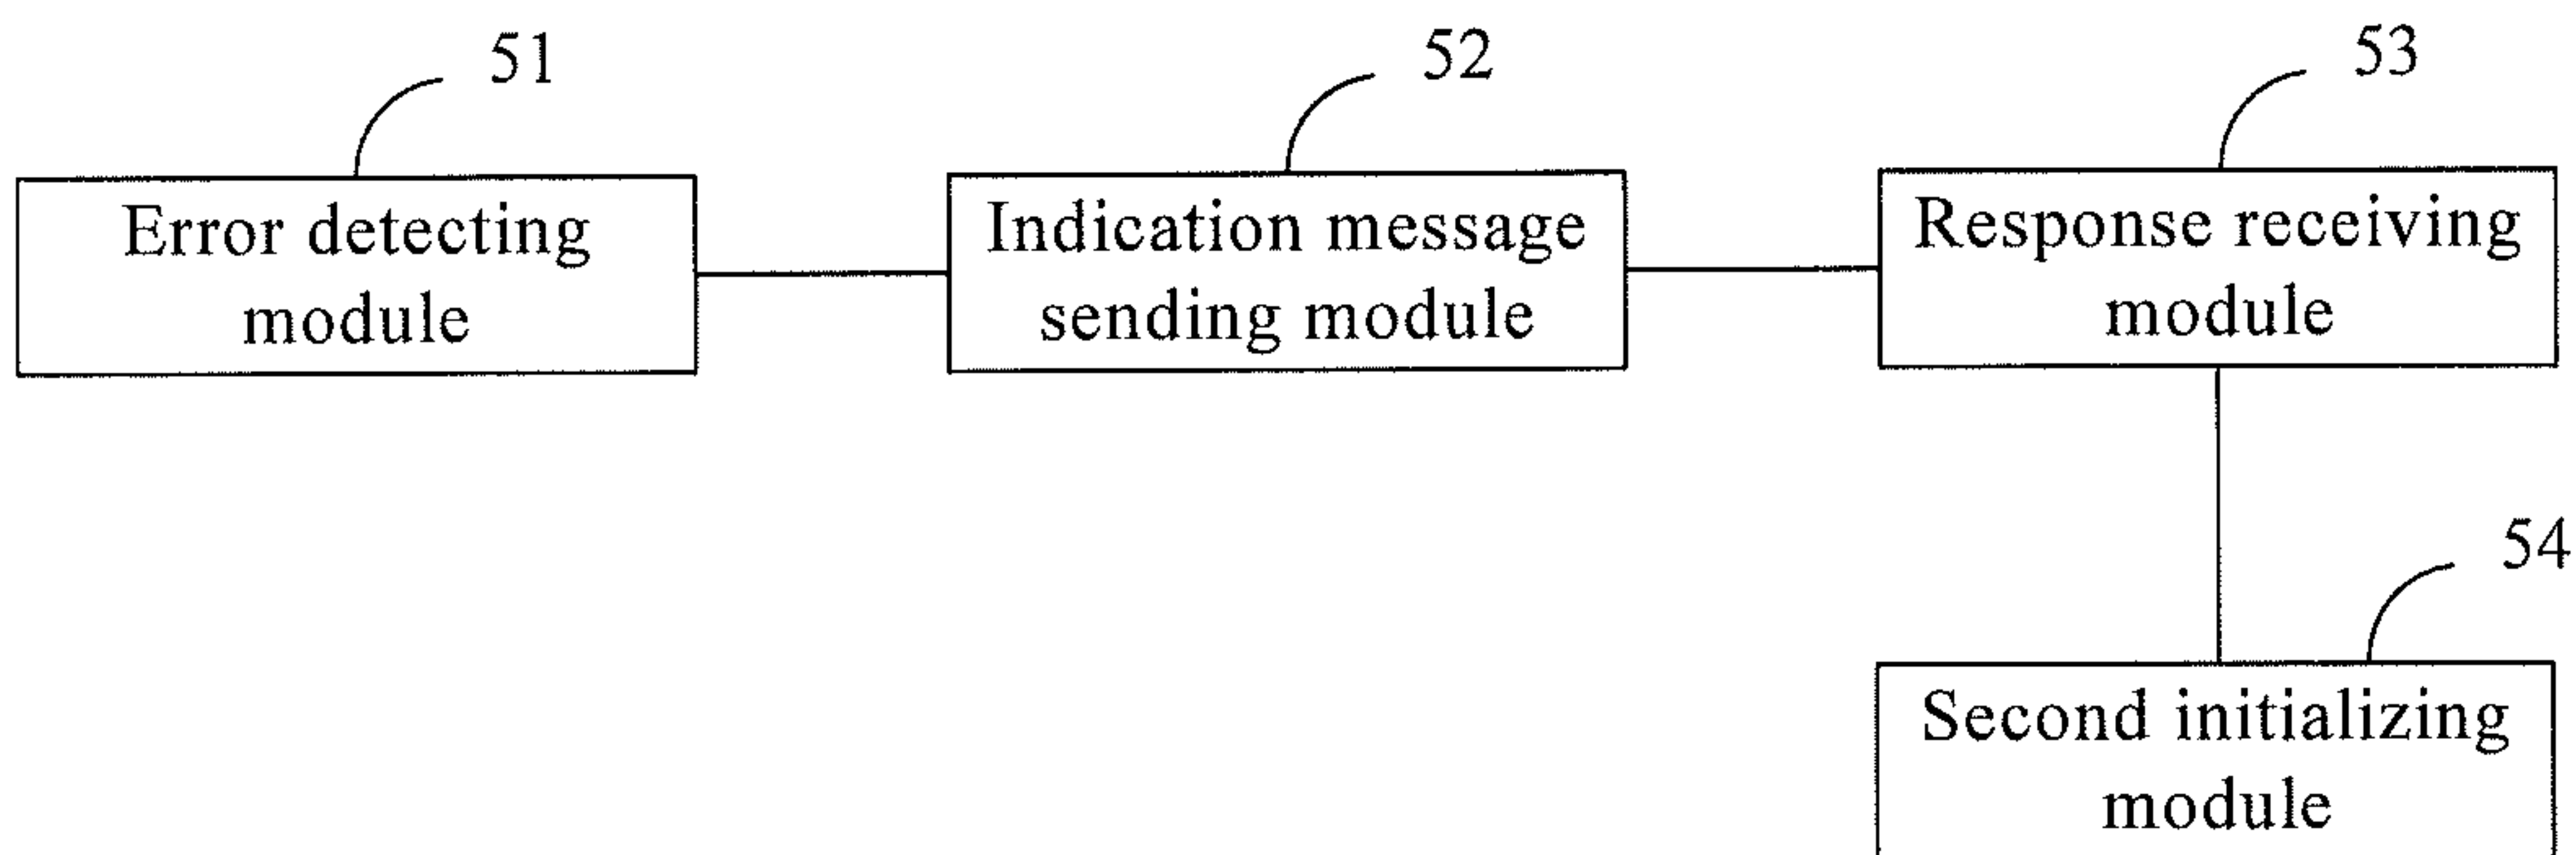 51
52
53
Error detecting
module
Indication message
sending module
Response receiving
module
54
Second initializing
module